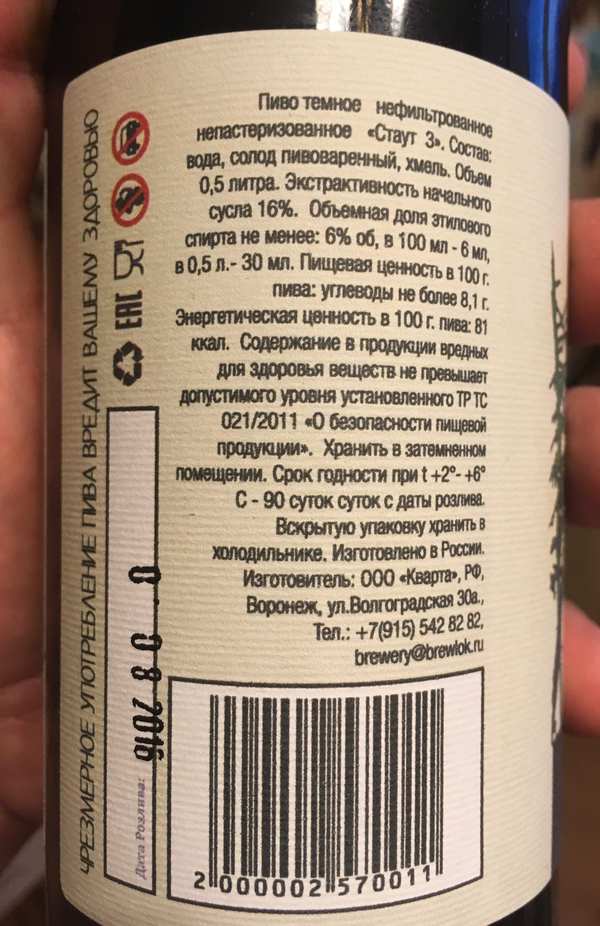 Пиво темное нефильтрованное
непастеризованное «Стаут 3». Состав:
вода, солод пивоваренный, хмель. Объем
0,5 литра. Экстрактивность начального
сусла 16%. Объемная доля этилового
спирта не менее: 6% об, в 100 мл - 6 мл,
в 0,5 л.- 30 мл. Пищевая ценность в 100 г.
пива: углеводы не более 8,1 г.
Энергетическая ценность в 100 г. пива: 81
ккал. Содержание в продукции вредных
для здоровья веществ не превышает
допустимого уровня установленного ТР ТС
021/2011 «О безопасности пищевой
продукции». Хранить в затемненном
помещении. Срок годности при t +2°- +6°
С - 90 суток суток с даты розлива.
Вскрытую упаковку хранить в
холодильнике. Изготовлено в России.
Изготовитель: ООО «Кварта», РФ,
Воронеж, ул.Волгоградская 30а.,
Тел.: +7(915) 542 82 82,
brewery@brewlok.ru
ЧРЕЗМЕРНОЕ УПОТРЕБЛЕНИЕ ПИВА ВРЕДИТ ВАШЕМУ ЗДОРОВЬЮ
EAC
Дата Розлива:
2 000002 570011